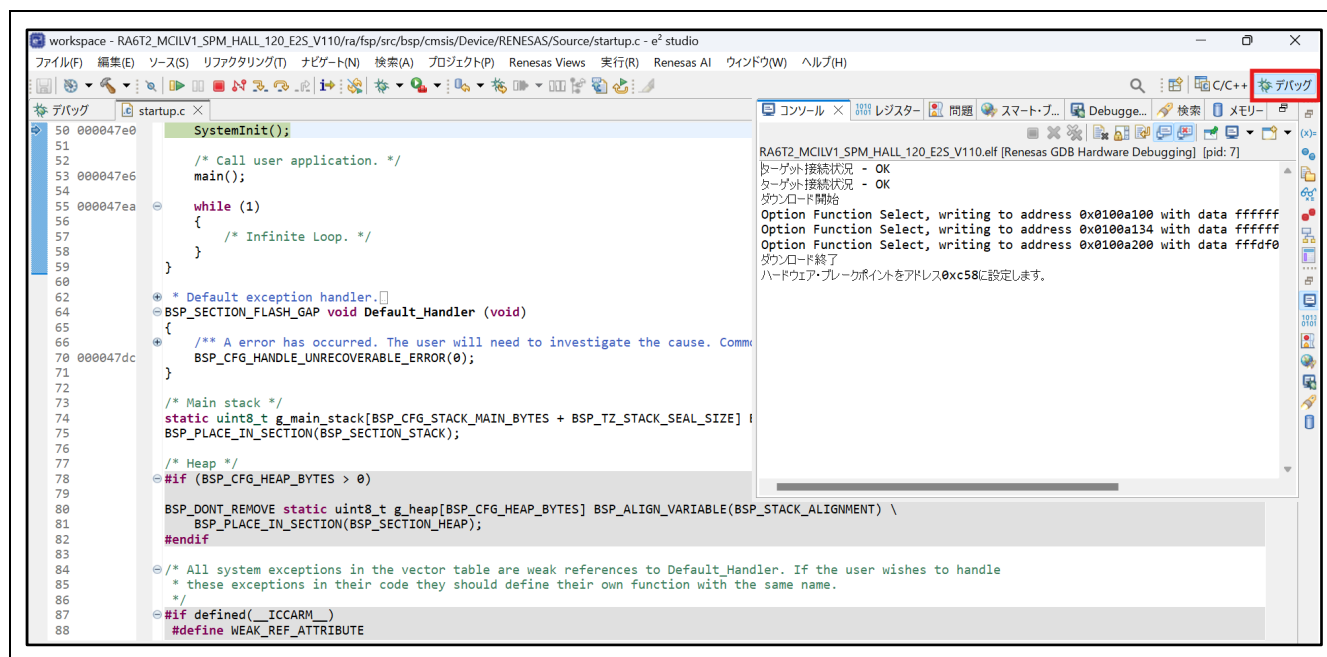 workspace - RA6T2_MCILV1_SPM_HALL_120_E2S_V110/ra/fsp/src/bsp/cmsis/Device/RENESAS/Source/startup.c - e² studio
ファイル(F) 編集(E) ソース(S) リファクタリング(T) ナビゲート(N) 検索(A) プロジェクト(P) Renesas Views 実行(R) Renesas AI ウィンドウ(W) ヘルプ(H)
C/C++ デバッグ
デバッグ startup.c
50 000047e0 SystemInit();
51
52 /* Call user application. */
53 000047e6 main();
54
55 000047ea while (1)
56 {
57 /* Infinite Loop. */
58 }
59 }
60
62 * Default exception handler.
64 BSP_SECTION_FLASH_GAP void Default_Handler (void)
65 {
66 /** A error has occurred. The user will need to investigate the cause. Commo
70 000047dc BSP_CFG_HANDLE_UNRECOVERABLE_ERROR(0);
71 }
72
73 /* Main stack */
74 static uint8_t g_main_stack[BSP_CFG_STACK_MAIN_BYTES + BSP_TZ_STACK_SEAL_SIZE]
75 BSP_PLACE_IN_SECTION(BSP_SECTION_STACK);
76
77 /* Heap */
78 #if (BSP_CFG_HEAP_BYTES > 0)
79
80 BSP_DONT_REMOVE static uint8_t g_heap[BSP_CFG_HEAP_BYTES] BSP_ALIGN_VARIABLE(BSP_STACK_ALIGNMENT) \
81 BSP_PLACE_IN_SECTION(BSP_SECTION_HEAP);
82 #endif
83
84 /* All system exceptions in the vector table are weak references to Default_Handler. If the user wishes to handle
85 * these exceptions in their code they should define their own function with the same name.
86 */
87 #if defined(__ICCARM__)
88 #define WEAK_REF_ATTRIBUTE
コンソール レジスター 問題 スマート・ブ... Debugge... 検索 メモリー
RA6T2_MCILV1_SPM_HALL_120_E2S_V110.elf [Renesas GDB Hardware Debugging] [pid: 7]
ターゲット接続状況 - OK
ターゲット接続状況 - OK
ダウンロード開始
Option Function Select, writing to address 0x0100a100 with data ffffff
Option Function Select, writing to address 0x0100a134 with data ffffff
Option Function Select, writing to address 0x0100a200 with data fffdf0
ダウンロード終了
ハードウェア・ブレークポイントをアドレス0xc58に設定します。